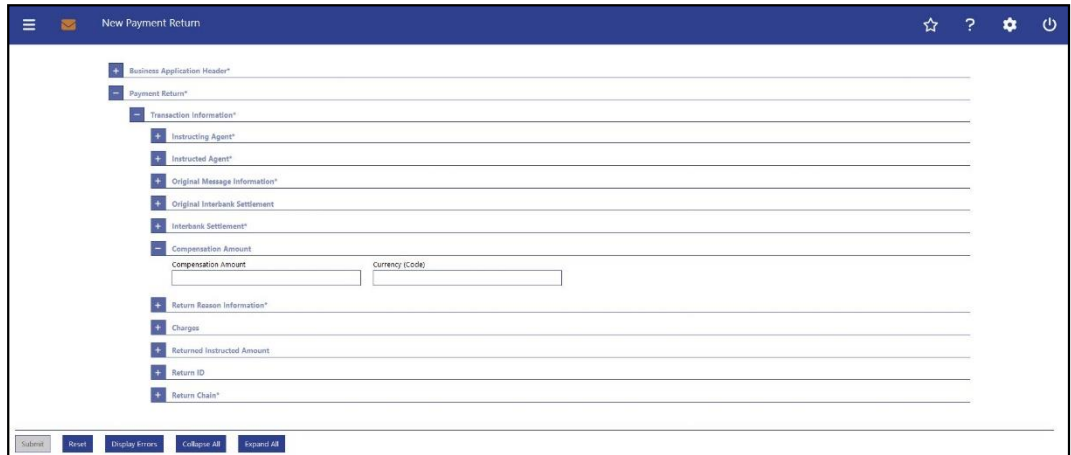 New Payment Return
?
+ Business Application Header*
− Payment Return*
− Transaction Information*
+ Instructing Agent*
+ Instructed Agent*
+ Original Message Information*
+ Original Interbank Settlement
+ Interbank Settlement*
− Compensation Amount
Compensation Amount Currency (Code)
+ Return Reason Information*
+ Charges
+ Returned Instructed Amount
+ Return ID
+ Return Chain*
Submit Reset Display Errors Collapse All Expand All